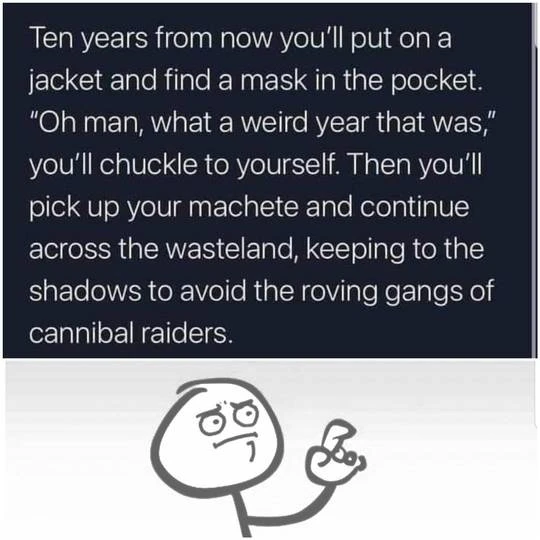 Ten years from now you’ll put on a
jacket and find a mask in the pocket.
“Oh man, what a weird year that was,”
you’ll chuckle to yourself. Then you’ll
pick up your machete and continue
across the wasteland, keeping to the
shadows to avoid the roving gangs of
cannibal raiders.